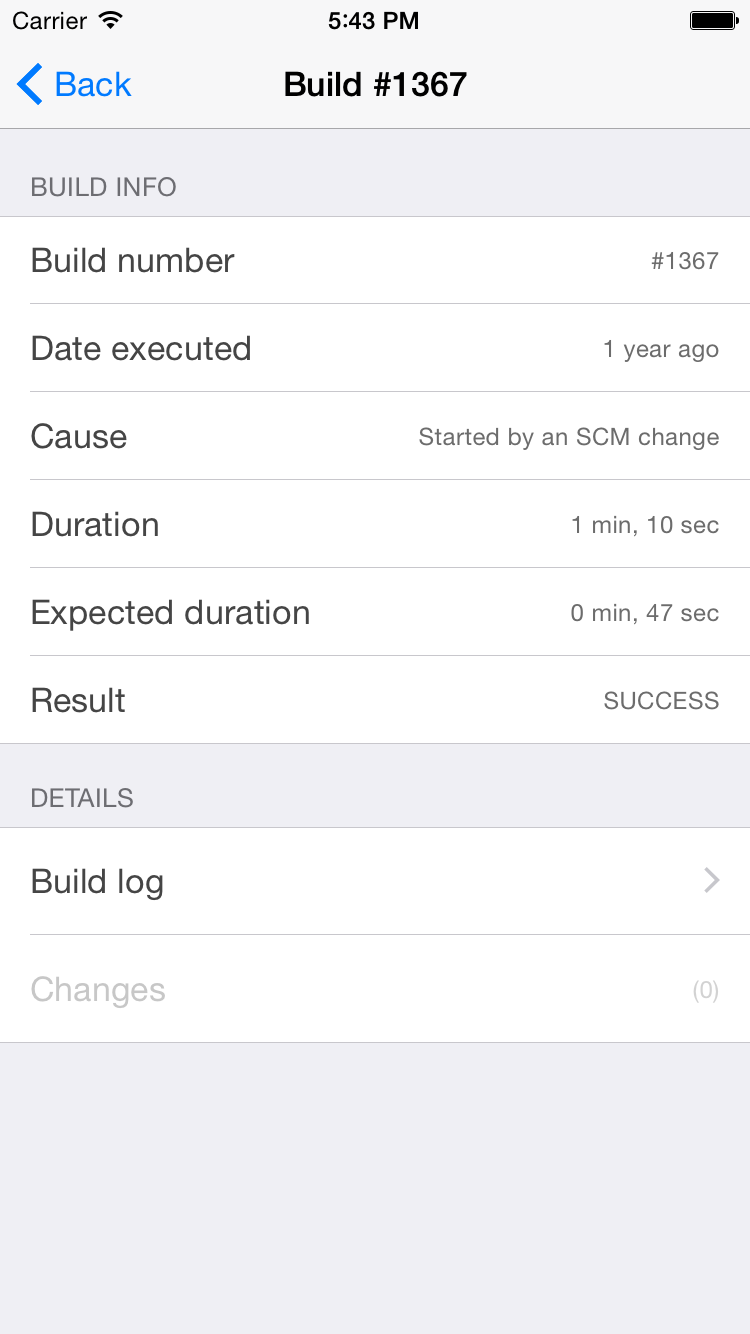 Carrier 5:43 PM
Back Build #1367
BUILD INFO
Build number #1367
Date executed 1 year ago
Cause Started by an SCM change
Duration 1 min, 10 sec
Expected duration 0 min, 47 sec
Result SUCCESS
DETAILS
Build log
Changes (0)